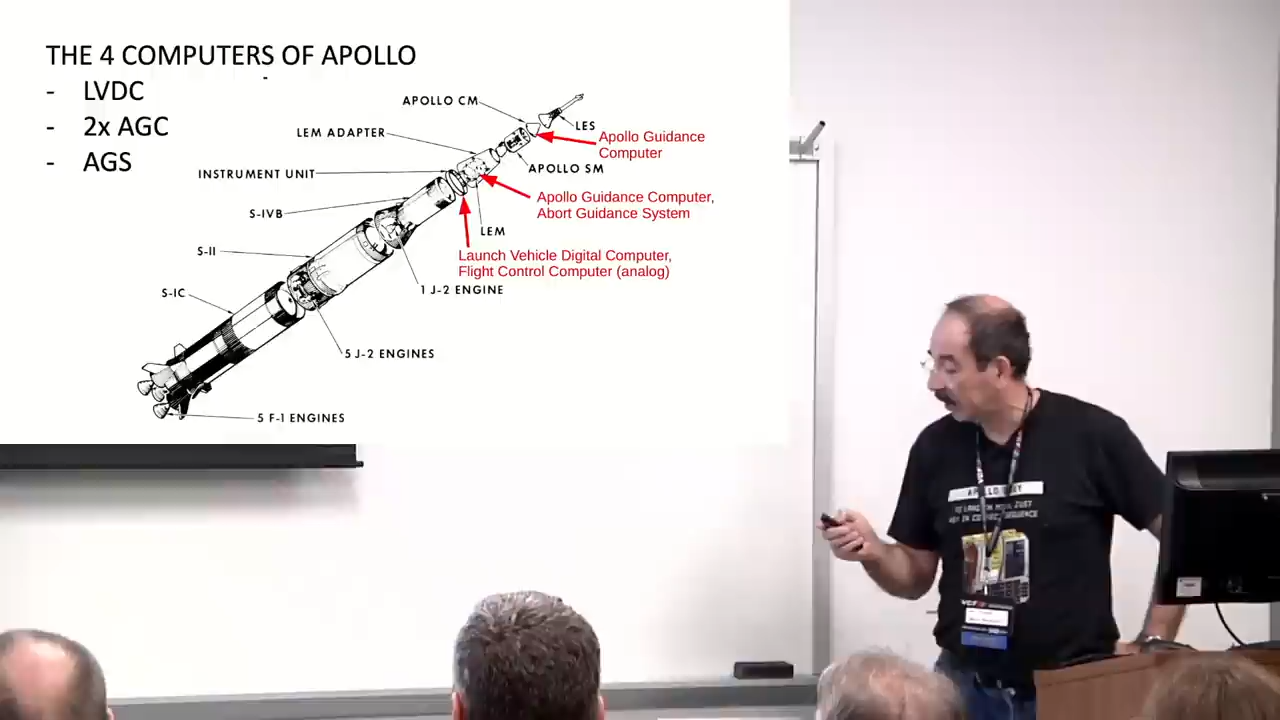 THE 4 COMPUTERS OF APOLLO
- LVDC
- 2x AGC
- AGS
APOLLO CM
LES
LEM ADAPTER
Apollo Guidance
Computer
APOLLO SM
INSTRUMENT UNIT
Apollo Guidance Computer,
Abort Guidance System
S-IVB
LEM
S-II
Launch Vehicle Digital Computer,
Flight Control Computer (analog)
1 J-2 ENGINE
S-IC
5 J-2 ENGINES
5 F-1 ENGINES